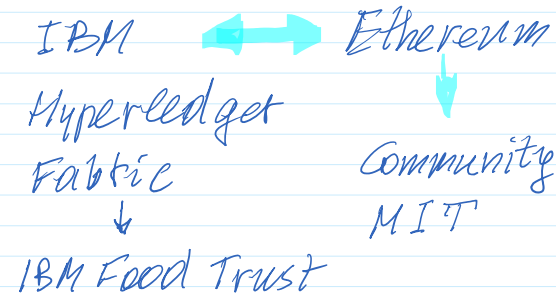 IBM
Hyperledger
Fabric
IBM Food Trust
Ethereum
Community
MIT